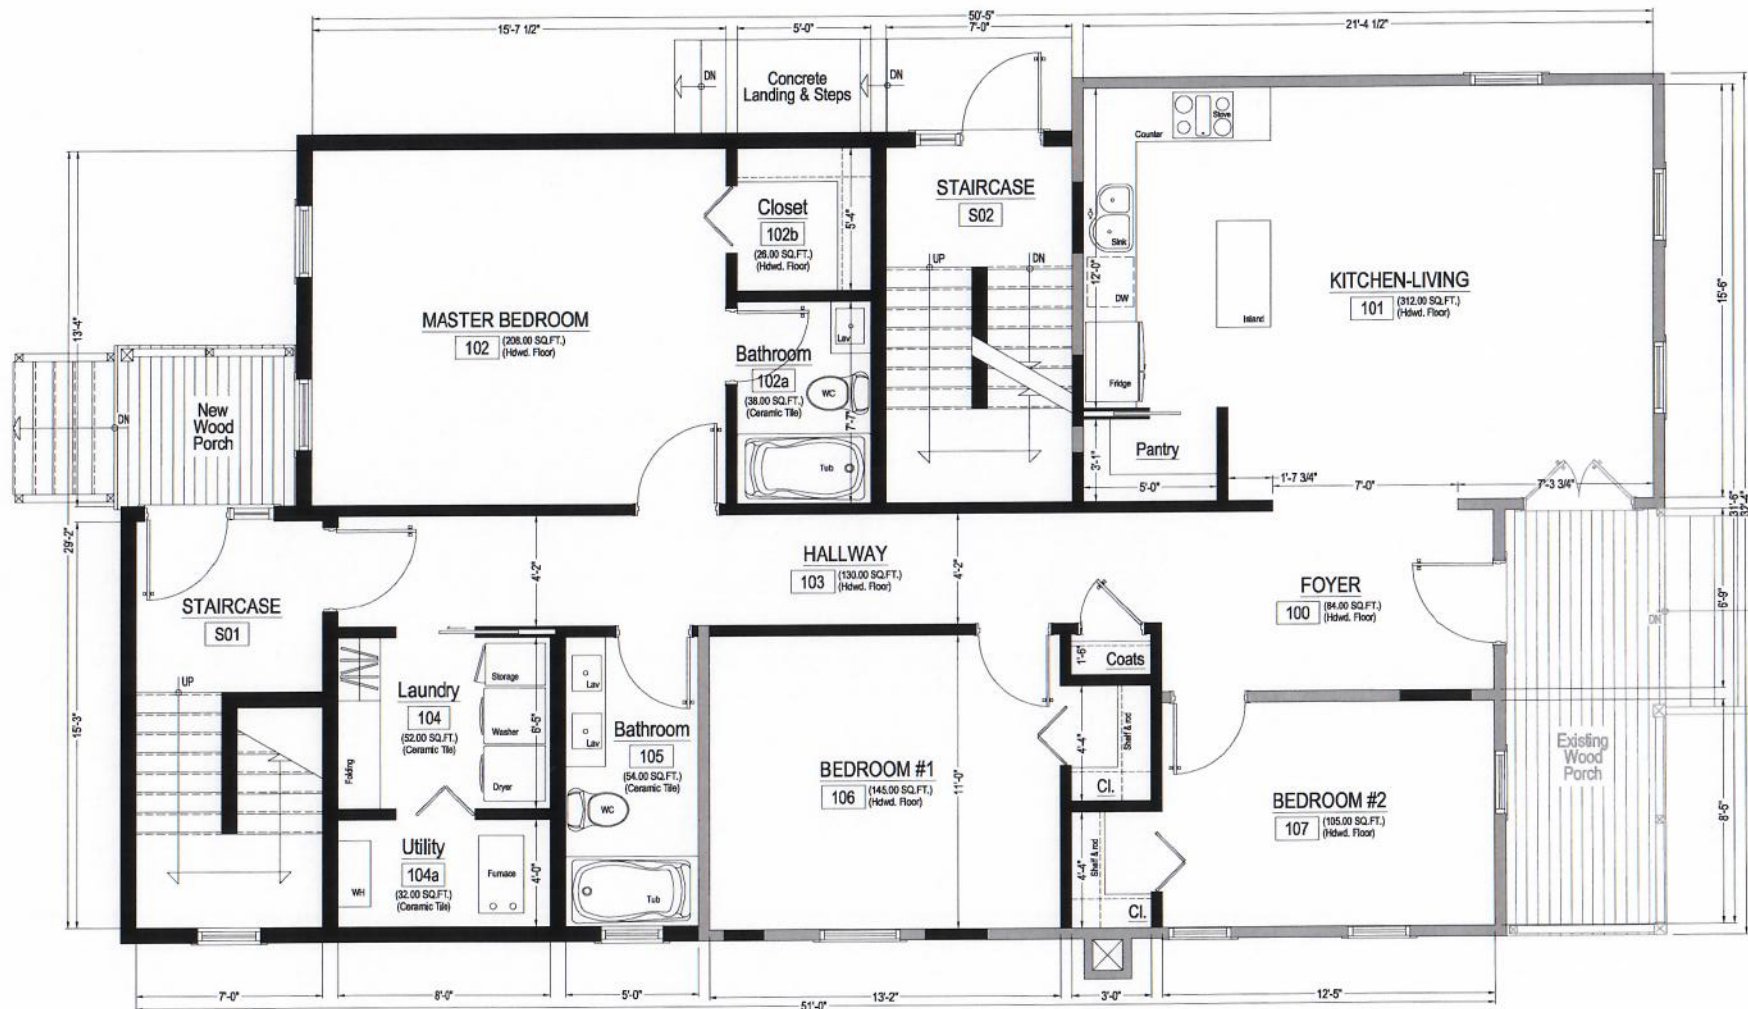 50'-5"
15'-7 1/2"
5'-0"
7'-0"
21'-4 1/2"
DN
Concrete
Landing & Steps
DN
Counter
Stove
STAIRCASE
S02
Closet
102b
(26.00 SQ.FT.)
(Hdwd. Floor)
5'-4"
Sink
UP
DN
12'-0"
DW
Island
KITCHEN-LIVING
101
(312.00 SQ.FT.)
(Hdwd. Floor)
15'-6"
13'-4"
MASTER BEDROOM
102
(208.00 SQ.FT.)
(Hdwd. Floor)
Lav
Bathroom
102a
(38.00 SQ.FT.)
(Ceramic Tile)
WC
7'-7"
Tub
Fridge
New
Wood
Porch
DN
Pantry
3'-1"
5'-0"
1'-7 3/4"
7'-0"
7'-3 3/4"
31'-6"
32'-4"
29'-2"
4'-2"
HALLWAY
103
(130.00 SQ.FT.)
(Hdwd. Floor)
4'-2"
FOYER
100
(84.00 SQ.FT.)
(Hdwd. Floor)
6'-9"
DN
STAIRCASE
S01
UP
15'-3"
1'-6"
Coats
Storage
Laundry
104
(52.00 SQ.FT.)
(Ceramic Tile)
Washer
6'-5"
Folding
Dryer
Lav
Lav
Bathroom
105
(54.00 SQ.FT.)
(Ceramic Tile)
WC
Tub
BEDROOM #1
106
(145.00 SQ.FT.)
(Hdwd. Floor)
11'-0"
4'-4"
Shelf & rod
Cl.
Existing
Wood
Porch
BEDROOM #2
107
(105.00 SQ.FT.)
(Hdwd. Floor)
8'-5"
Utility
104a
(32.00 SQ.FT.)
(Ceramic Tile)
WH
Furnace
4'-0"
4'-4"
Shelf & rod
Cl.
7'-0"
8'-0"
5'-0"
13'-2"
3'-0"
12'-5"
51'-0"